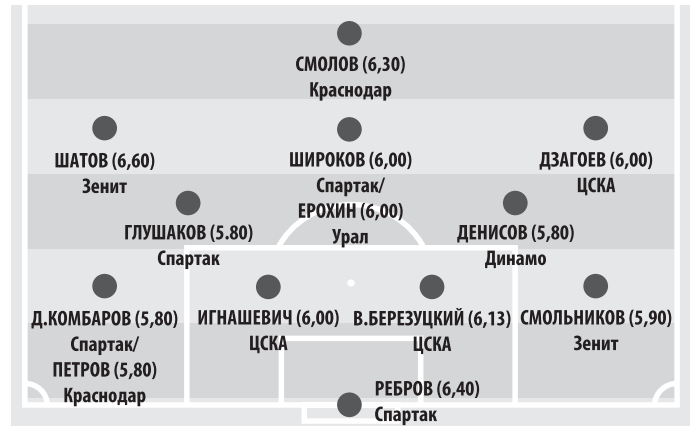 СМОЛОВ (6,30)
Краснодар
ШАТОВ (6,60)
Зенит
ШИРОКОВ (6,00)
Спартак/
ЕРОХИН (6,00)
Урал
ДЗАГОЕВ (6,00)
ЦСКА
ГЛУШАКОВ (5.80)
Спартак
ДЕНИСОВ (5,80)
Динамо
Д.КОМБАРОВ (5,80)
Спартак/
ПЕТРОВ (5,80)
Краснодар
ИГНАШЕВИЧ (6,00)
ЦСКА
В.БЕРЕЗУЦКИЙ (6,13)
ЦСКА
СМОЛЬНИКОВ (5,90)
Зенит
РЕБРОВ (6,40)
Спартак